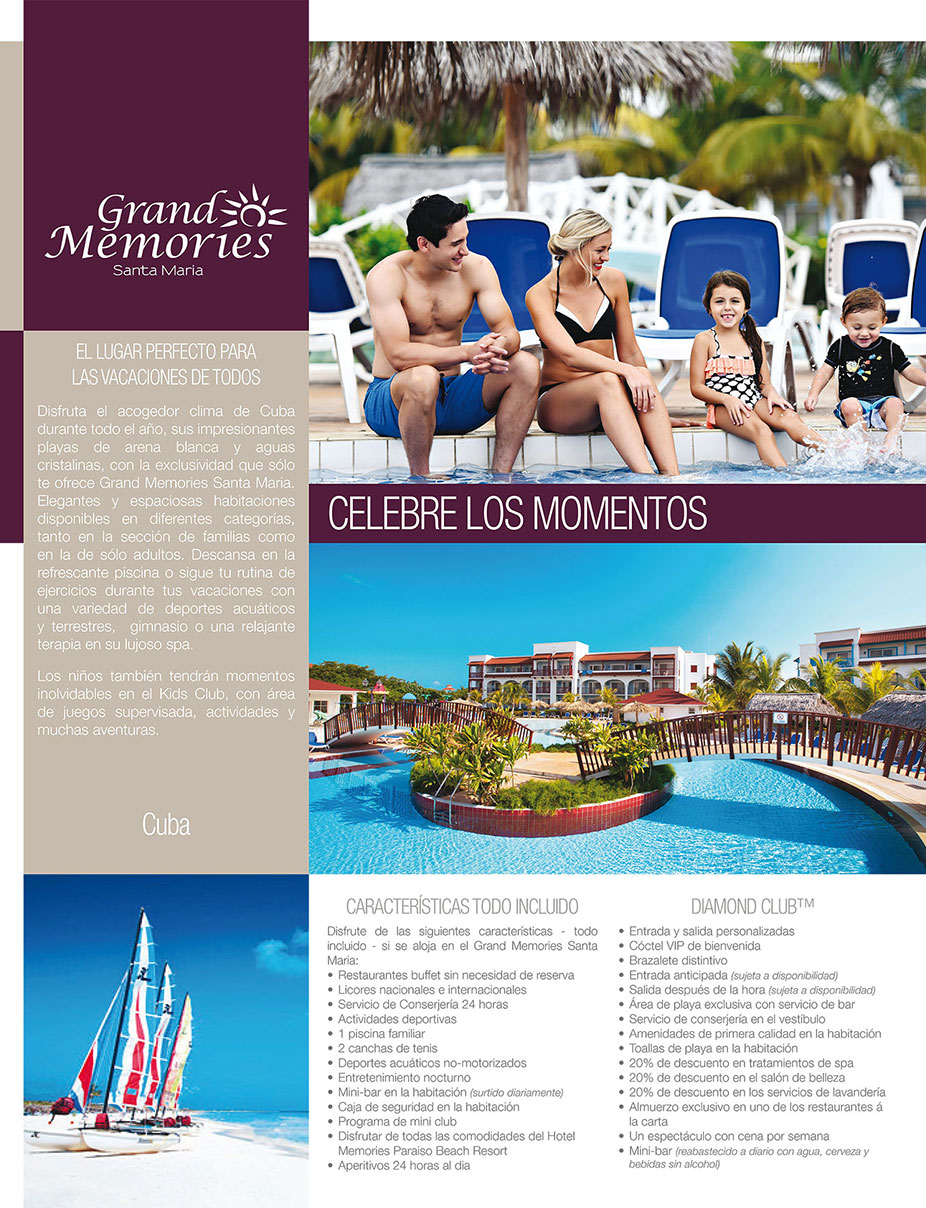 Grand
Memories
Santa Maria
EL LUGAR PERFECTO PARA
LAS VACACIONES DE TODOS
Disfruta el acogedor clima de Cuba
durante todo el año, sus impresionantes
playas de arena blanca y aguas
cristalinas, con la exclusividad que sólo
te ofrece Grand Memories Santa Maria.
Elegantes y espaciosas habitaciones
disponibles en diferentes categorías,
tanto en la sección de familias como
en la de sólo adultos. Descansa en la
refrescante piscina o sigue tu rutina de
ejercicios durante tus vacaciones con
una variedad de deportes acuáticos
y terrestres, gimnasio o una relajante
terapia en su lujoso spa.
Los niños también tendrán momentos
inolvidables en el Kids Club, con área
de juegos supervisada, actividades y
muchas aventuras.
Cuba
CELEBRE LOS MOMENTOS
CARACTERÍSTICAS TODO INCLUIDO
Disfrute de las siguientes características - todo
incluido - si se aloja en el Grand Memories Santa
Maria:
• Restaurantes buffet sin necesidad de reserva
• Licores nacionales e internacionales
• Servicio de Conserjería 24 horas
• Actividades deportivas
• 1 piscina familiar
• 2 canchas de tenis
• Deportes acuáticos no-motorizados
• Entretenimiento nocturno
• Mini-bar en la habitación (surtido diariamente)
• Caja de seguridad en la habitación
• Programa de mini club
• Disfrutar de todas las comodidades del Hotel
Memories Paraiso Beach Resort
• Aperitivos 24 horas al dia
DIAMOND CLUB™
• Entrada y salida personalizadas
• Cóctel VIP de bienvenida
• Brazalete distintivo
• Entrada anticipada (sujeta a disponibilidad)
• Salida después de la hora (sujeta a disponibilidad)
• Área de playa exclusiva con servicio de bar
• Servicio de conserjería en el vestíbulo
• Amenidades de primera calidad en la habitación
• Toallas de playa en la habitación
• 20% de descuento en tratamientos de spa
• 20% de descuento en el salón de belleza
• 20% de descuento en los servicios de lavandería
• Almuerzo exclusivo en uno de los restaurantes á
la carta
• Un espectáculo con cena por semana
• Mini-bar (reabastecido a diario con agua, cerveza y
bebidas sin alcohol)